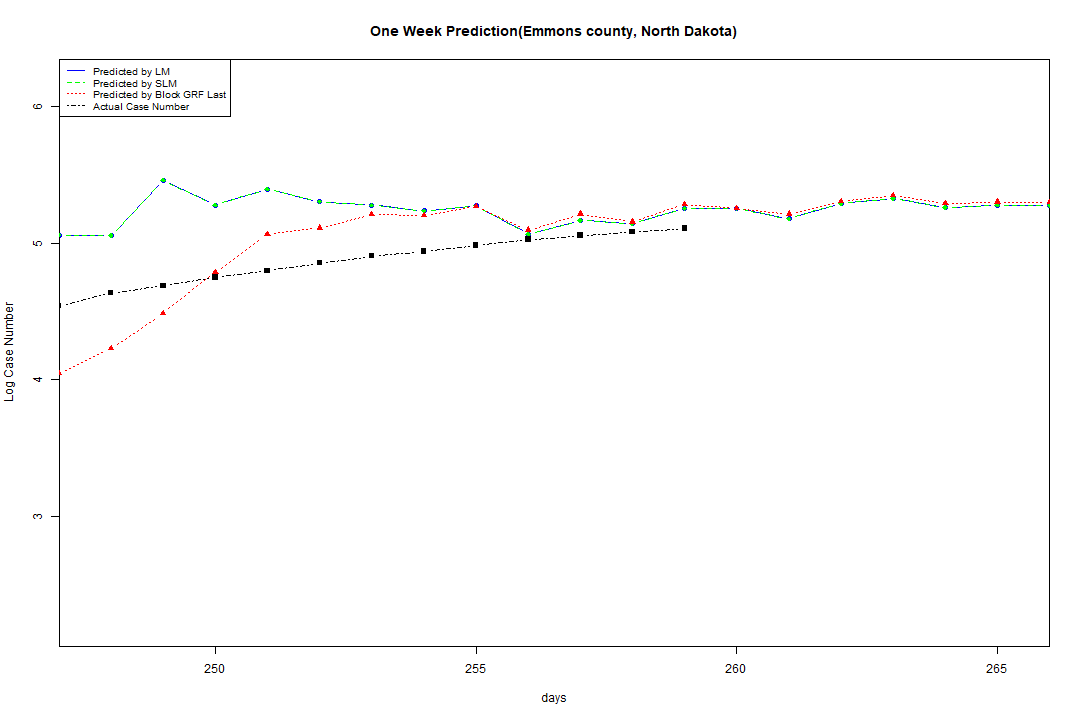 One Week Prediction(Emmons county, North Dakota)
Predicted by LM
Predicted by SLM
Predicted by Block GRF Last
Actual Case Number
6
5
4
3
Log Case Number
250
255
260
265
days